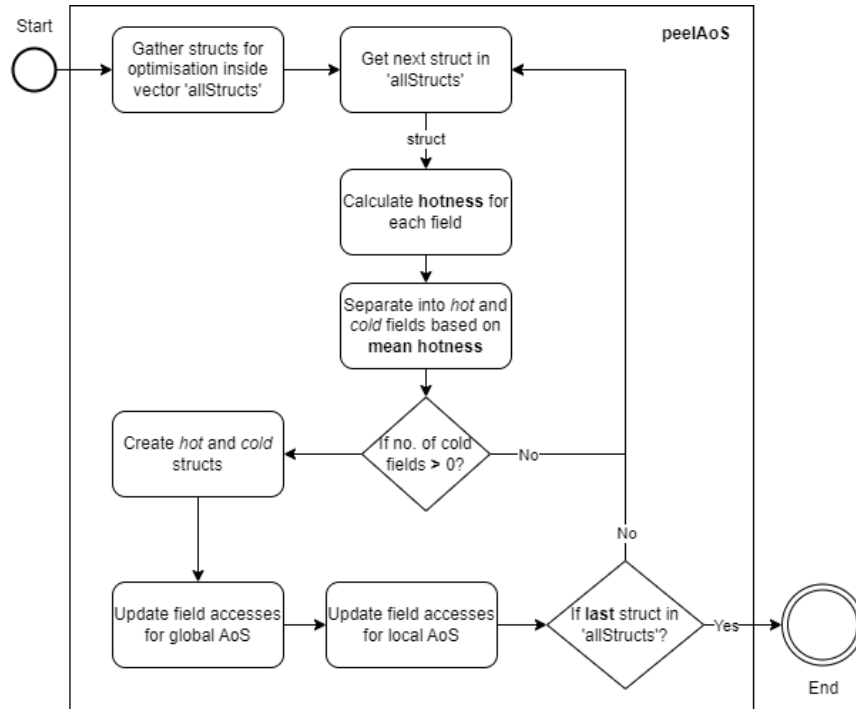 Start
peelAoS
Gather structs for
optimisation inside
vector 'allStructs'
Get next struct in
'allStructs'
struct
Calculate hotness for
each field
Separate into hot and
cold fields based on
mean hotness
If no. of cold
fields > 0?
No
Create hot and cold
structs
No
Update field accesses
for global AoS
Update field accesses
for local AoS
If last struct in
'allStructs'?
Yes
End